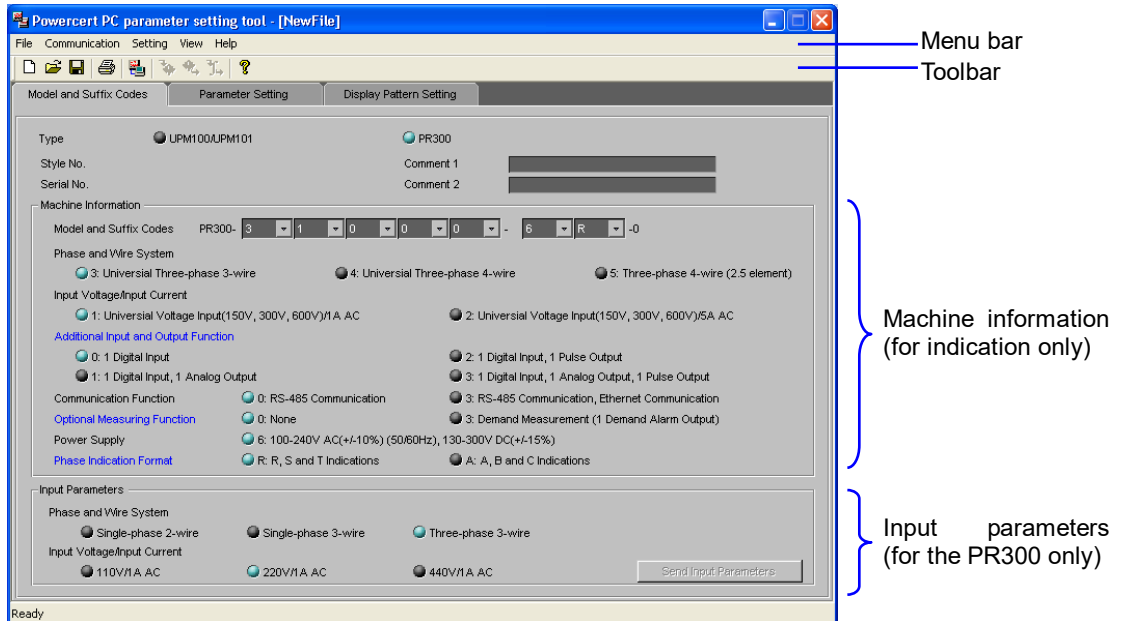 Powercert PC parameter setting tool - [NewFile]
File Communication Setting View Help
Menu bar
Toolbar
Model and Suffix Codes Parameter Setting Display Pattern Setting
Type UPM100/UPM101 PR300
Style No. Comment 1
Serial No. Comment 2
Machine Information
Model and Suffix Codes PR300- 3 1 0 0 0 - 6 R -0
Phase and Wire System
3: Universial Three-phase 3-wire 4: Universial Three-phase 4-wire 5: Three-phase 4-wire (2.5 element)
Input Voltage/Input Current
1: Universial Voltage Input(150V, 300V, 600V)/1A AC 2: Universial Voltage Input(150V, 300V, 600V)/5A AC
Additional Input and Output Function
0: 1 Digital Input 2: 1 Digital Input, 1 Pulse Output
1: 1 Digital Input, 1 Analog Output 3: 1 Digital Input, 1 Analog Output, 1 Pulse Output
Communication Function 0: RS-485 Communication 3: RS-485 Communication, Ethernet Communication
Optional Measuring Function 0: None 3: Demand Measurement (1 Demand Alarm Output)
Power Supply 6: 100-240V AC(+/-10%) (50/60Hz), 130-300V DC(+/-15%)
Phase Indication Format R: R, S and T Indications A: A, B and C Indications
Machine information
(for indication only)
Input Parameters
Phase and Wire System
Single-phase 2-wire Single-phase 3-wire Three-phase 3-wire
Input Voltage/Input Current
110V/1A AC 220V/1A AC 440V/1A AC Send Input Parameters
Input parameters
(for the PR300 only)
Ready